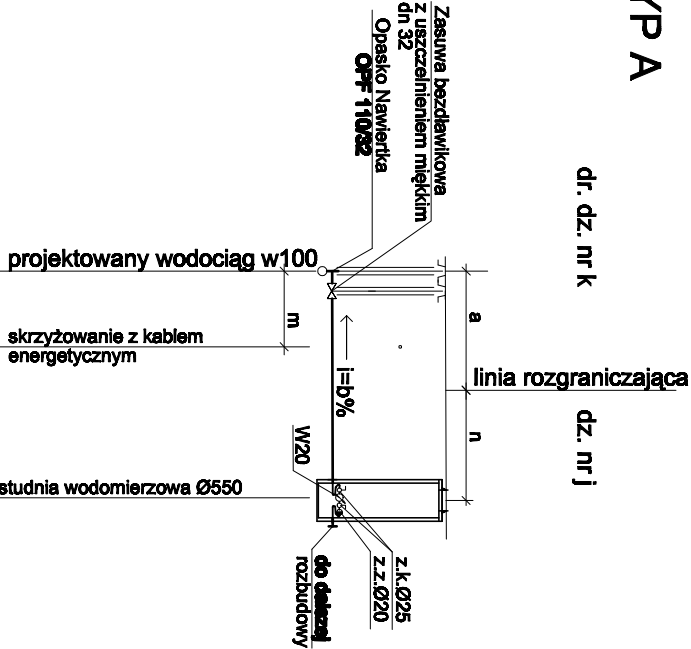 YP A
dr. dz. nr k
dz. nr j
Zasuwa bezdławikowa
z uszczelnieniem miękkim
dn 32
Opasko Nawiertka
OPF 110/32
projektowany wodociąg w100
m
a
skrzyżowanie z kablem
energetycznym
i=b%
linia rozgraniczająca
n
W20
studnia wodomierzowa Ø550
z.k.Ø25
z.z.Ø20
do dalszej
rozbudowy